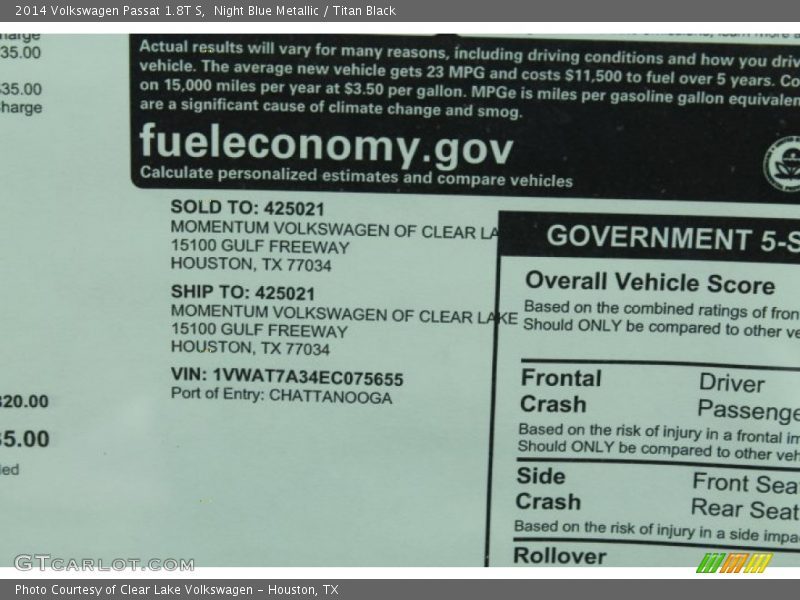 2014 Volkswagen Passat 1.8T S,  Night Blue Metallic / Titan Black
35.00
$35.00
Charge
820.00
35.00
Actual results will vary for many reasons, including driving conditions and how you driv
vehicle. The average new vehicle gets 23 MPG and costs $11,500 to fuel over 5 years. Co
on 15,000 miles per year at $3.50 per gallon. MPGe is miles per gasoline gallon equivalen
are a significant cause of climate change and smog.
fueleconomy.gov
Calculate personalized estimates and compare vehicles
SOLD TO: 425021
MOMENTUM VOLKSWAGEN OF CLEAR LA
15100 GULF FREEWAY
HOUSTON, TX 77034
SHIP TO: 425021
MOMENTUM VOLKSWAGEN OF CLEAR LAKE
15100 GULF FREEWAY
HOUSTON, TX 77034
VIN: 1VWAT7A34EC075655
Port of Entry: CHATTANOOGA
GOVERNMENT 5-S
Overall Vehicle Score
Based on the combined ratings of fron
Should ONLY be compared to other ve
Frontal Driver
Crash Passenge
Based on the risk of injury in a frontal im
Should ONLY be compared to other veh
Side Front Sea
Crash Rear Seat
Based on the risk of injury in a side impa
Rollover
GTCARLOT.COM
Photo Courtesy of Clear Lake Volkswagen – Houston, TX